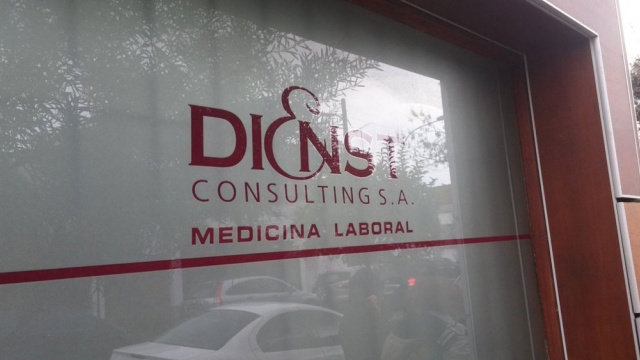 DIENST
CONSULTING S.A.
MEDICINA LABORAL